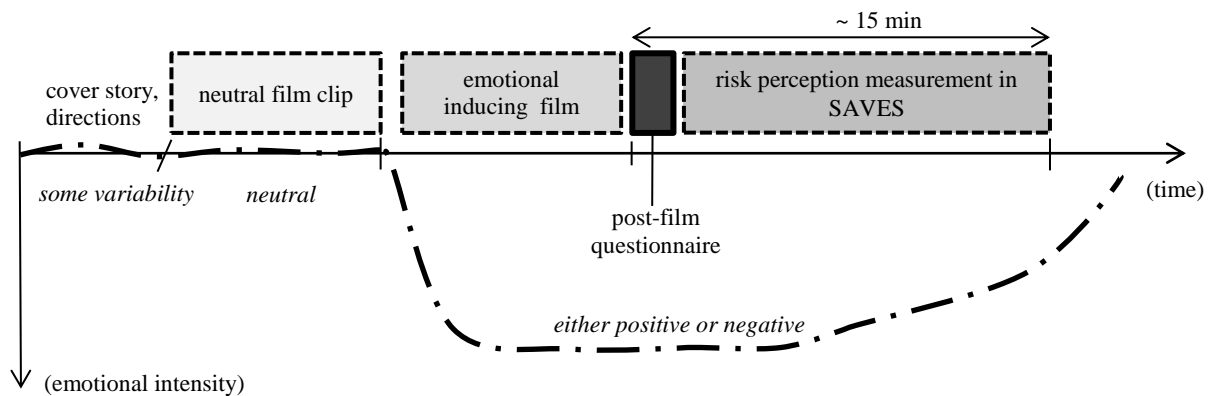 ~ 15 min
cover story,
directions
neutral film clip
emotional
inducing film
risk perception measurement in
SAVES
some variability
neutral
(time)
post-film
questionnaire
either positive or negative
(emotional intensity)